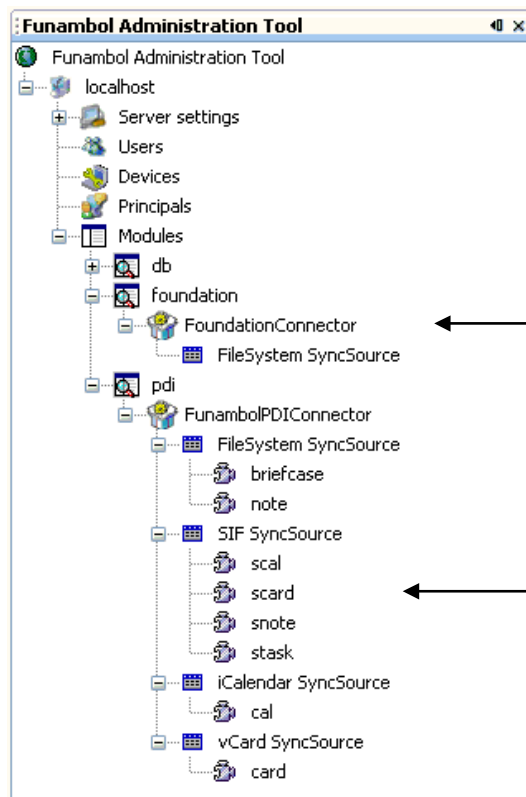 Funambol Administration Tool
Funambol Administration Tool
localhost
Server settings
Users
Devices
Principals
Modules
db
foundation
FoundationConnector
FileSystem SyncSource
pdi
FunambolPDIConnector
FileSystem SyncSource
briefcase
note
SIF SyncSource
scal
scard
snote
stask
iCalendar SyncSource
cal
vCard SyncSource
card